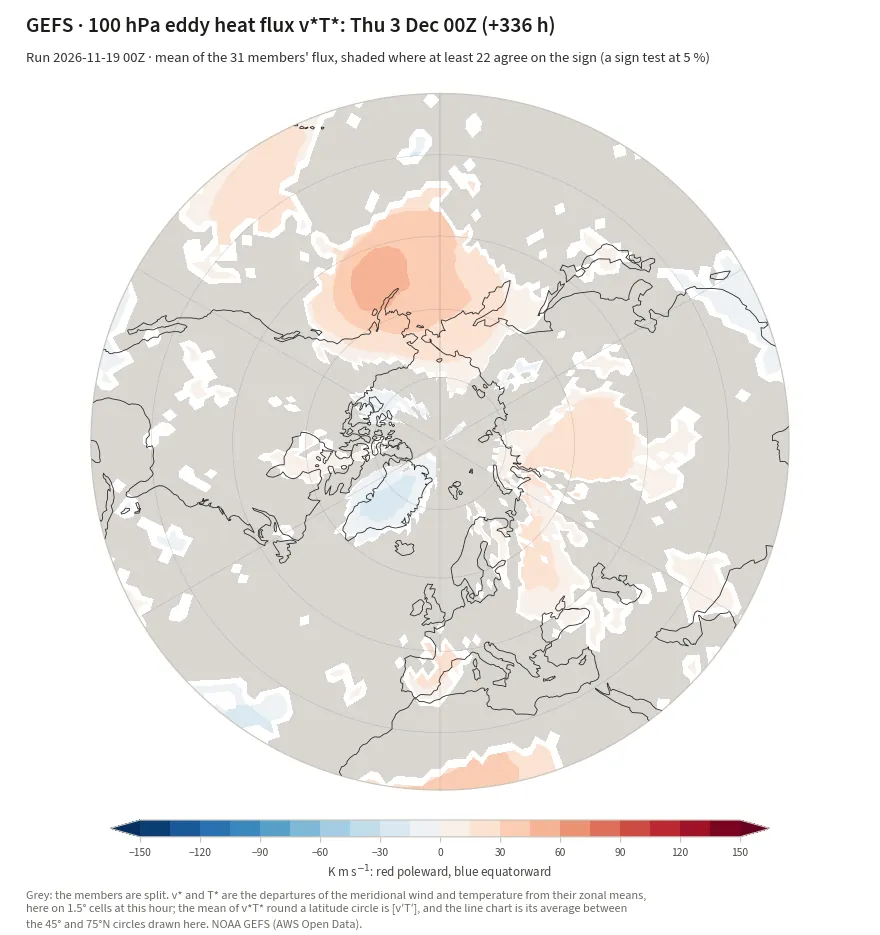 GEFS · 100 hPa eddy heat flux v*T*: Thu 3 Dec 00Z (+336 h)
Run 2026-11-19 00Z · mean of the 31 members' flux, shaded where at least 22 agree on the sign (a sign test at 5 %)
−150 −120 −90 −60 −30 0 30 60 90 120 150
K m s⁻¹: red poleward, blue equatorward
Grey: the members are split. v* and T* are the departures of the meridional wind and temperature from their zonal means,
here on 1.5° cells at this hour; the mean of v*T* round a latitude circle is [v'T'], and the line chart is its average between
the 45° and 75°N circles drawn here. NOAA GEFS (AWS Open Data).